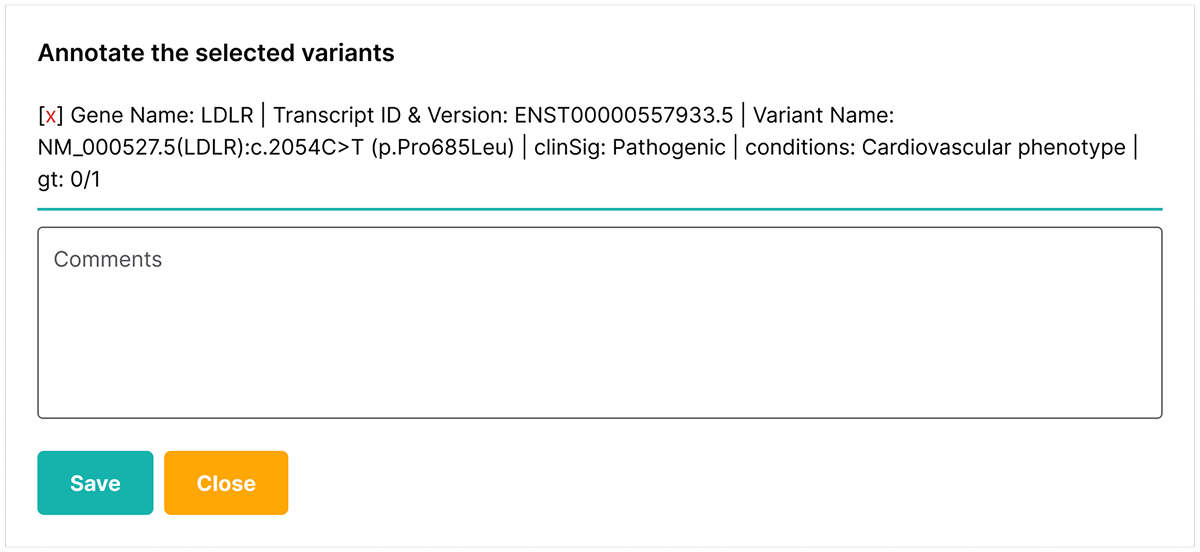 Annotate the selected variants
[x] Gene Name: LDLR | Transcript ID & Version: ENST00000557933.5 | Variant Name:
NM_000527.5(LDLR):c.2054C>T (p.Pro685Leu) | clinSig: Pathogenic | conditions: Cardiovascular phenotype |
gt: 0/1
Comments
Save Close